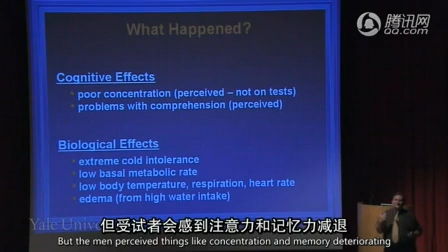 What Happened?
腾讯网
QQ.com
Cognitive Effects
poor concentration (perceived – not on tests)
problems with comprehension (perceived)
Biological Effects
extreme cold intolerance
low basal metabolic rate
low body temperature, respiration, heart rate
edema (from high water intake)
Yale Unive
但受试者会感到注意力和记忆力减退
But the men perceived things like concentration and memory deteriorating